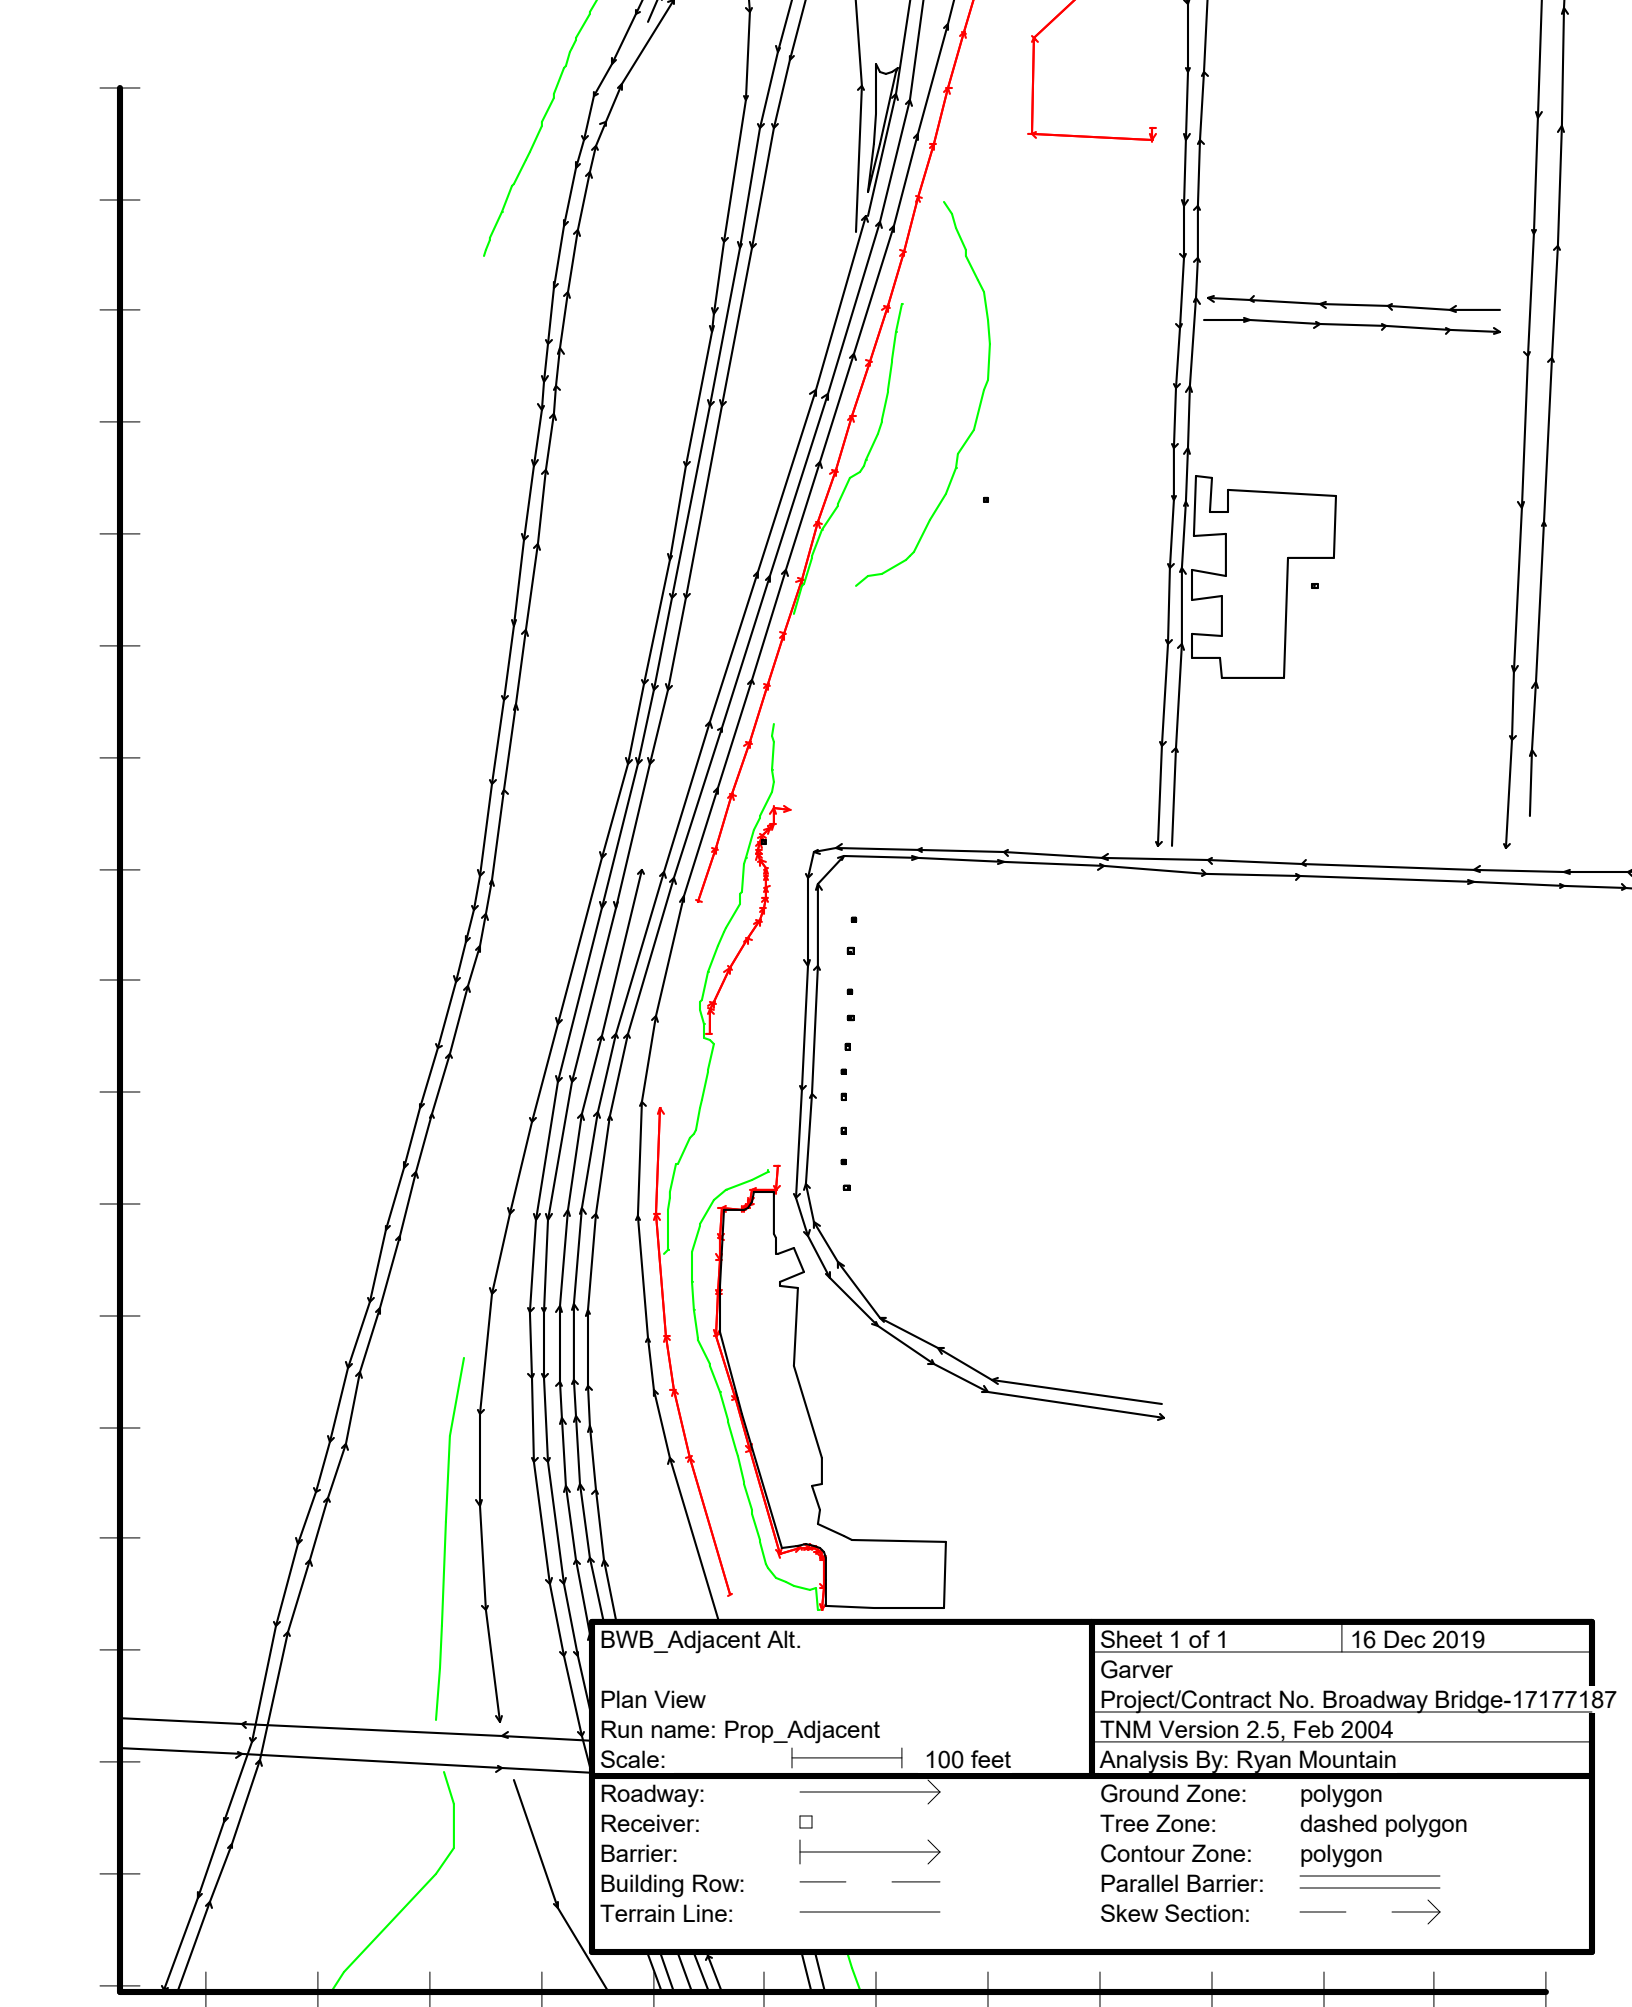 BWB_Adjacent Alt.
Plan View
Run name: Prop_Adjacent
Scale: 100 feet
Sheet 1 of 1 16 Dec 2019
Garver
Project/Contract No. Broadway Bridge-17177187
TNM Version 2.5, Feb 2004
Analysis By: Ryan Mountain
Roadway:
Receiver:
Barrier:
Building Row:
Terrain Line:
Ground Zone: polygon
Tree Zone: dashed polygon
Contour Zone: polygon
Parallel Barrier:
Skew Section: